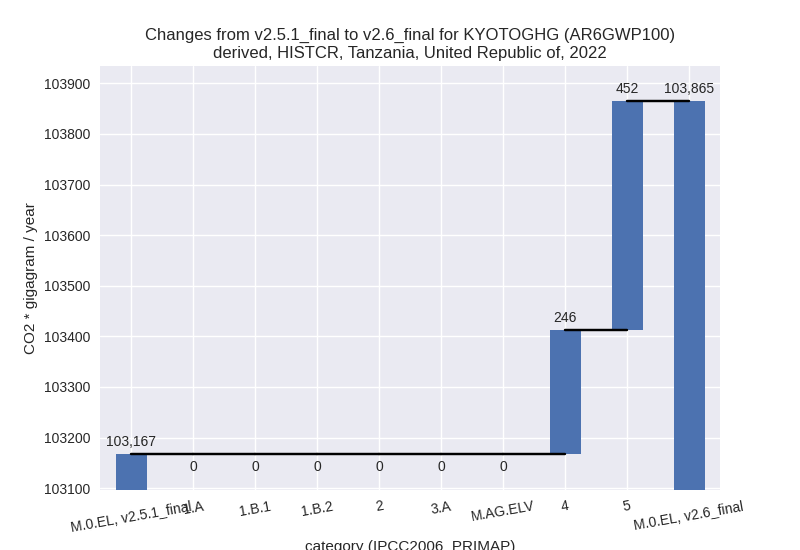 Changes from v2.5.1_final to v2.6_final for KYOTOGHG (AR6GWP100)
derived, HISTCR, Tanzania, United Republic of, 2022
CO2 * gigagram / year
103900
103800
103700
103600
103500
103400
103300
103200
103100
103,167
0
0
0
0
0
0
246
452
103,865
M.0.EL, v2.5.1_final
1.A
1.B.1
1.B.2
2
3.A
M.AG.ELV
4
5
M.0.EL, v2.6_final
category (IPCC2006_PRIMAP)